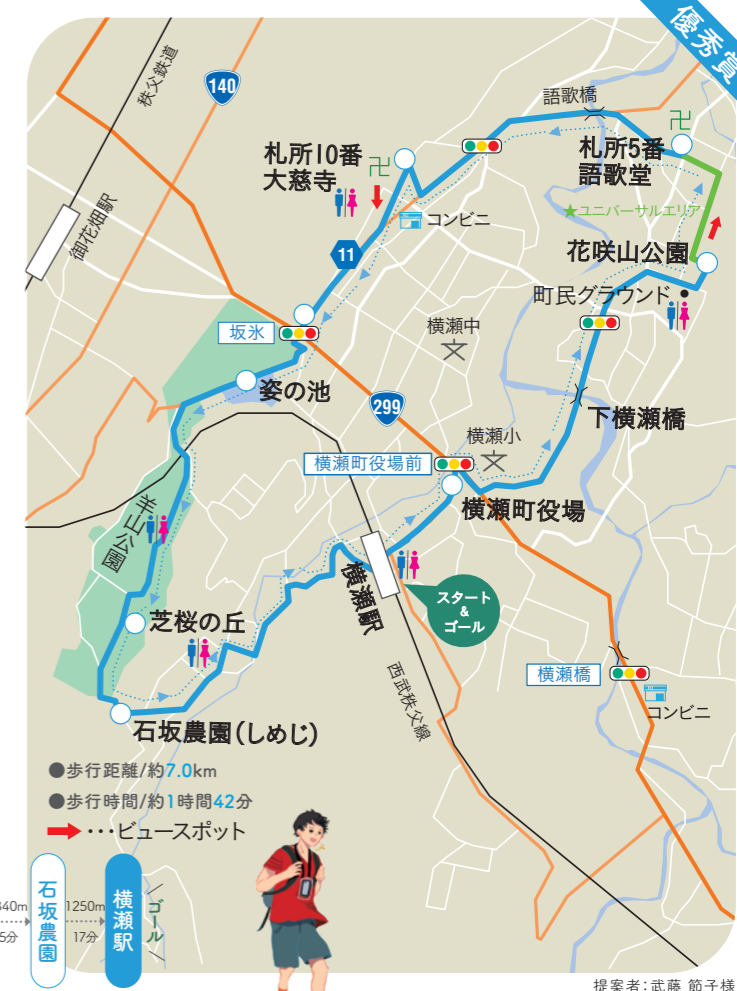 優秀賞
秩父鉄道
140
語歌橋
札所10番
大慈寺
札所5番
語歌堂
コンビニ
★ユニバーサルエリア
御花畑駅
11
花咲山公園
町民グラウンド
坂氷
横瀬中
姿の池
299
下横瀬橋
横瀬小
横瀬町役場前
横瀬町役場
羊山公園
横瀬駅
スタート
&
ゴール
芝桜の丘
西武秩父線
横瀬橋
コンビニ
石坂農園(しめじ)
●歩行距離/約7.0km
●歩行時間/約1時間42分
・・・ビュースポット
石坂農園
1250m
17分
横瀬駅
ゴール
提案者:武藤 節子様